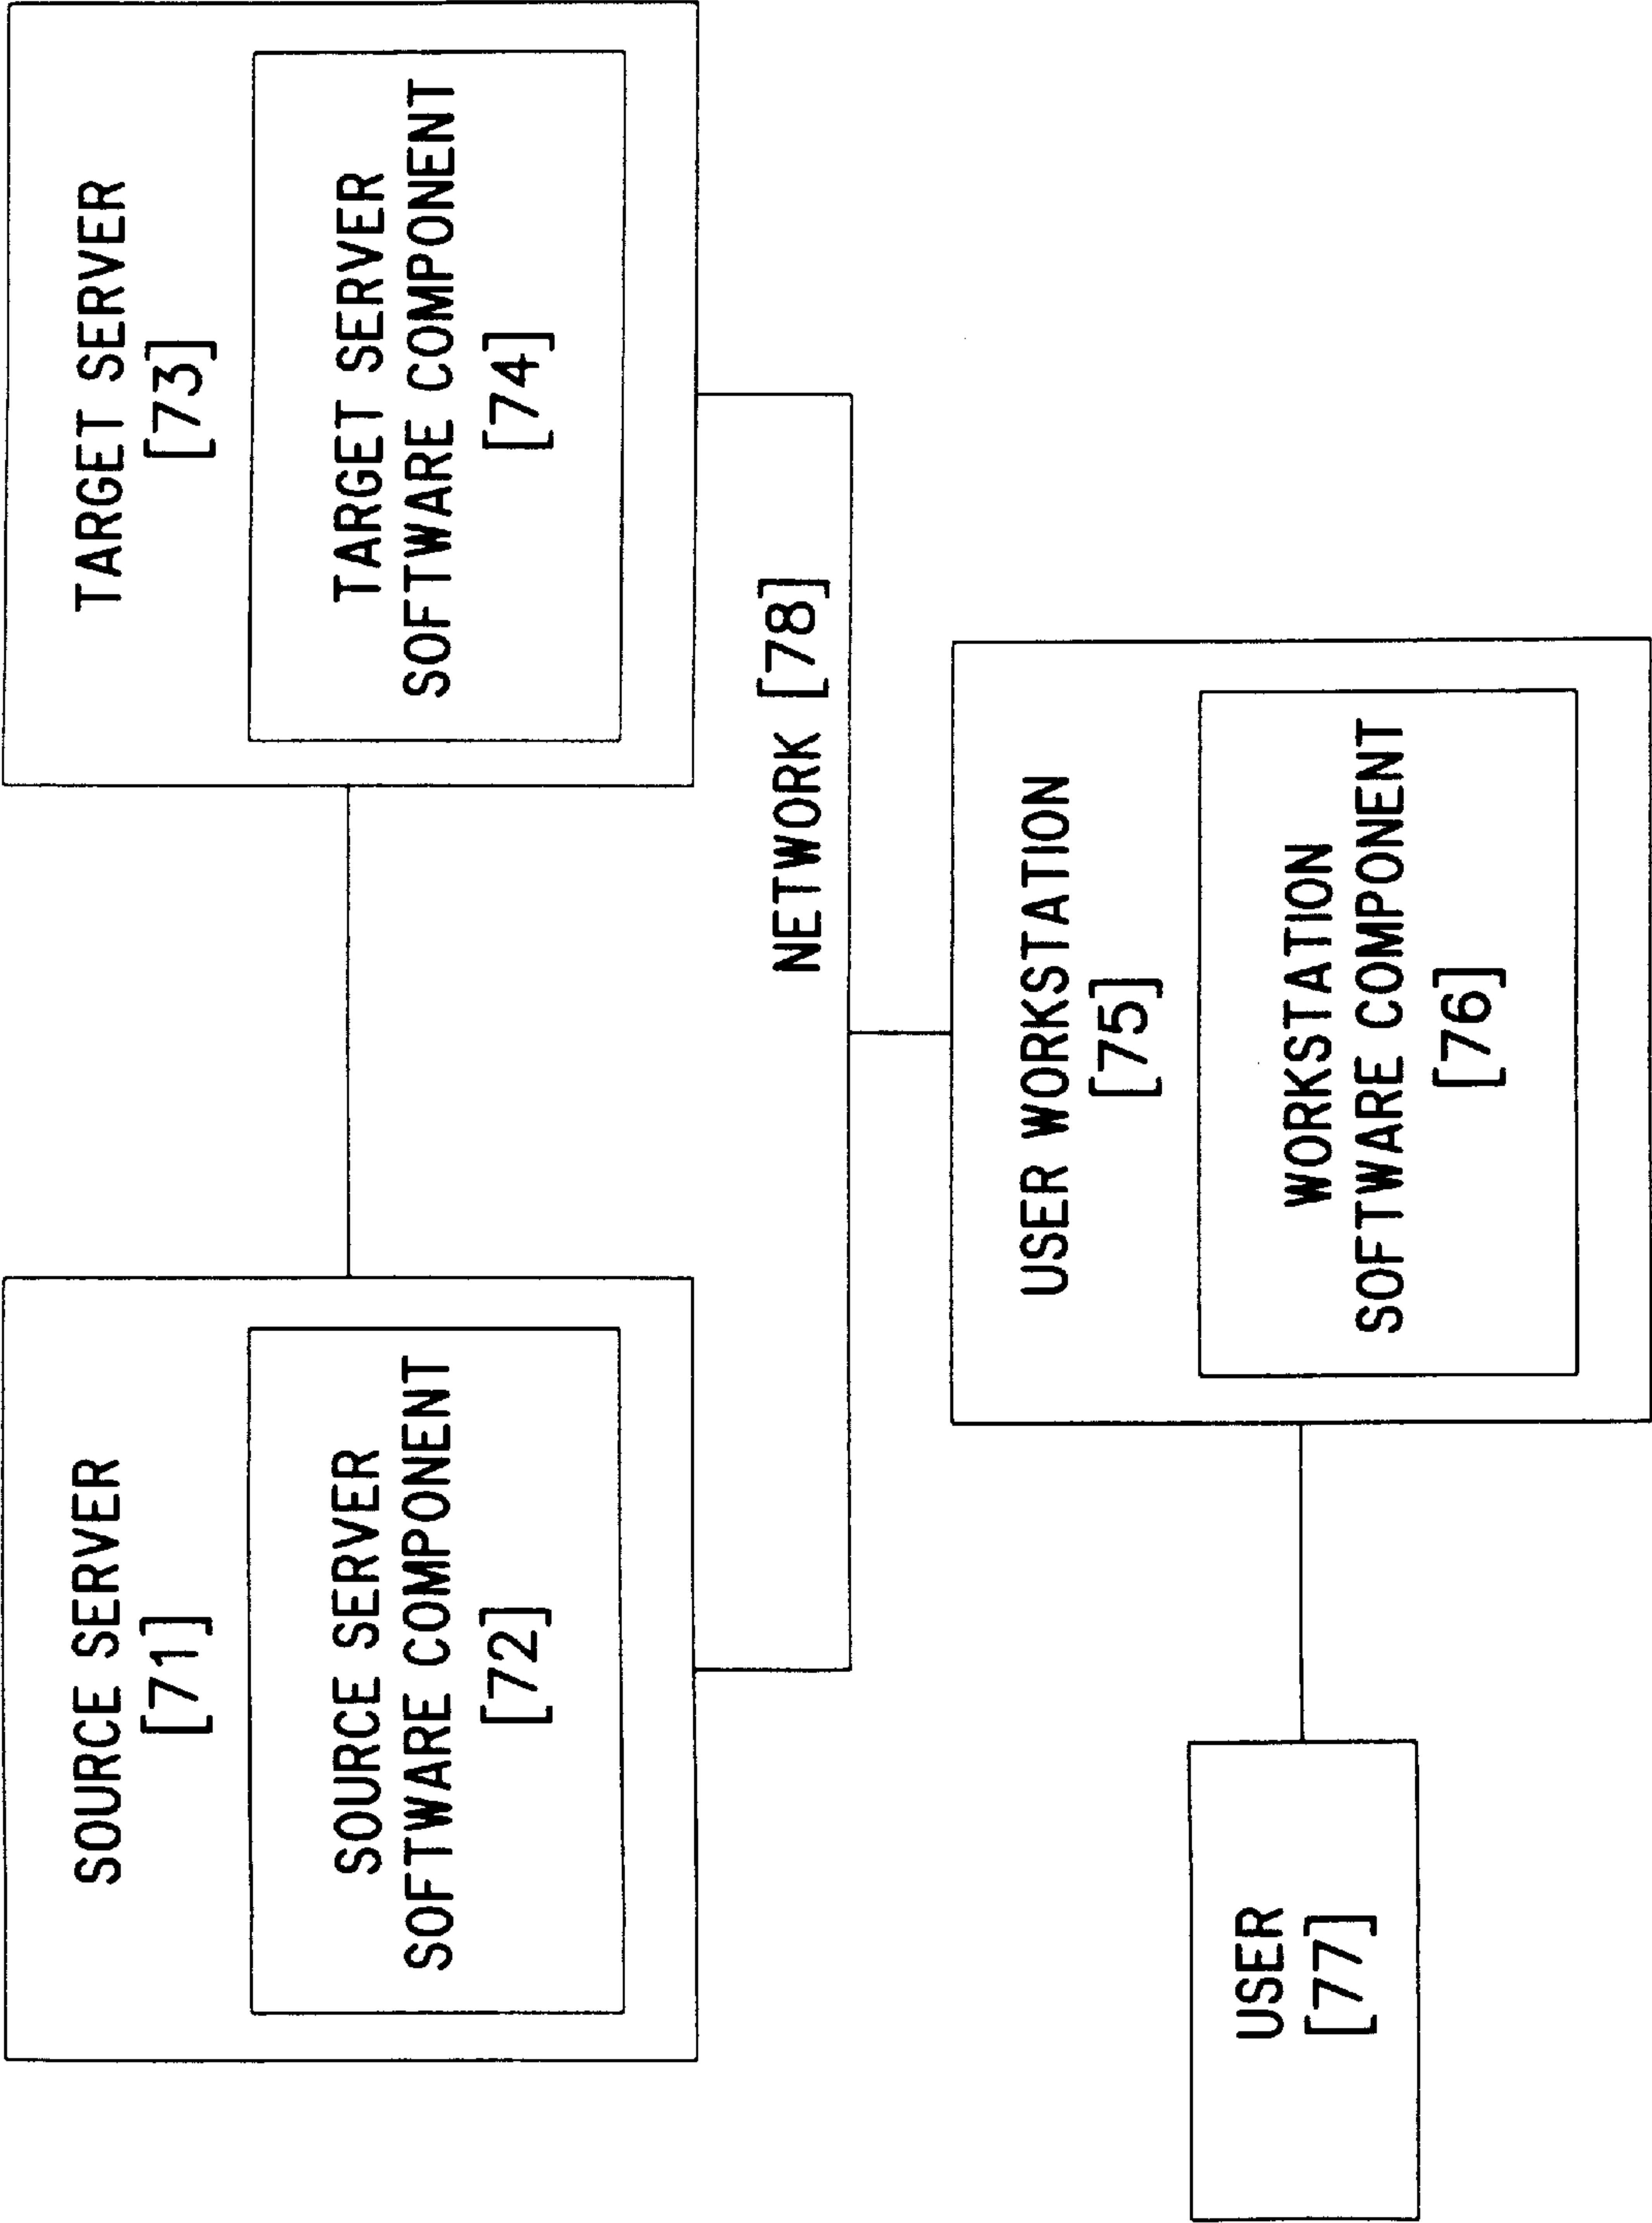 SOURCE SERVER
[71]
SOURCE SERVER
SOFTWARE COMPONENT
[72]
TARGET SERVER
[73]
TARGET SERVER
SOFTWARE COMPONENT
[74]
NETWORK [78]
USER WORKSTATION
[75]
WORKSTATION
SOFTWARE COMPONENT
[76]
USER
[77]